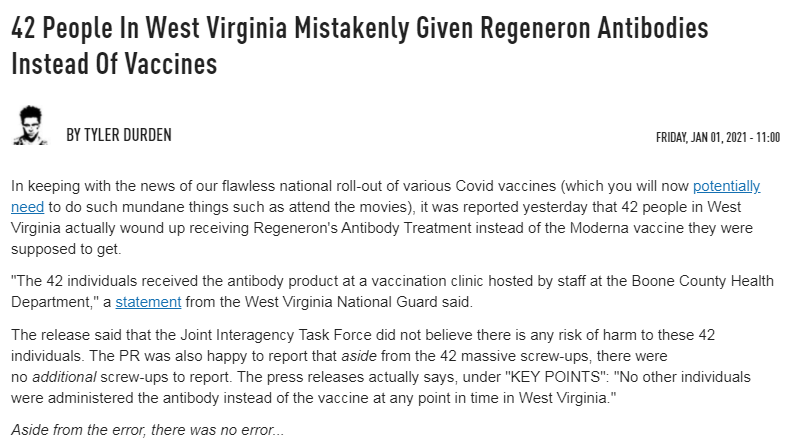 42 People In West Virginia Mistakenly Given Regeneron Antibodies
Instead Of Vaccines
BY TYLER DURDEN
FRIDAY, JAN 01, 2021 - 11:00
In keeping with the news of our flawless national roll-out of various Covid vaccines (which you will now potentially
need to do such mundane things such as attend the movies), it was reported yesterday that 42 people in West
Virginia actually wound up receiving Regeneron's Antibody Treatment instead of the Moderna vaccine they were
supposed to get.
"The 42 individuals received the antibody product at a vaccination clinic hosted by staff at the Boone County Health
Department," a statement from the West Virginia National Guard said.
The release said that the Joint Interagency Task Force did not believe there is any risk of harm to these 42
individuals. The PR was also happy to report that aside from the 42 massive screw-ups, there were
no additional screw-ups to report. The press releases actually says, under "KEY POINTS": "No other individuals
were administered the antibody instead of the vaccine at any point in time in West Virginia."
Aside from the error, there was no error...